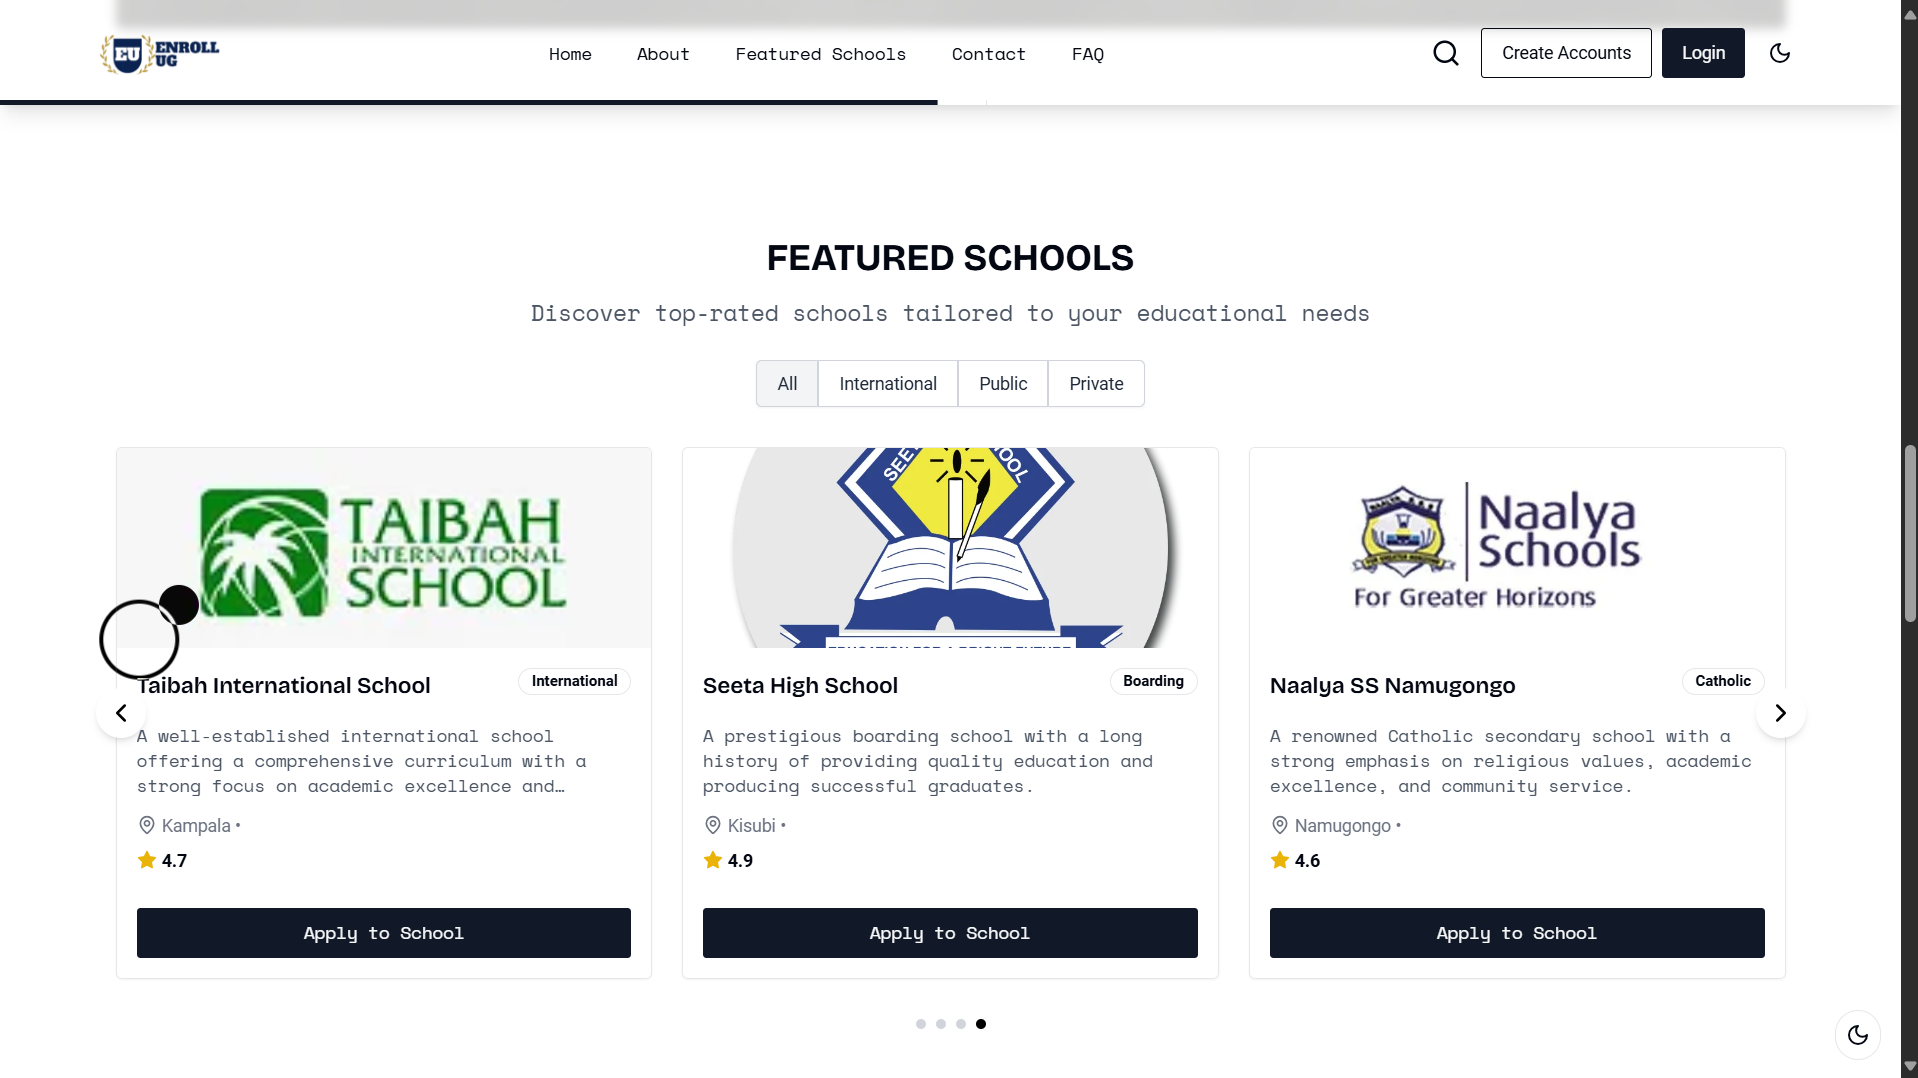 EU ENROLL UG
Home
About
Featured Schools
Contact
FAQ
Create Accounts
Login
FEATURED SCHOOLS
Discover top-rated schools tailored to your educational needs
All
International
Public
Private
TAIBAH
INTERNATIONAL
SCHOOL
Taibah International School
International
A well-established international school
offering a comprehensive curriculum with a
strong focus on academic excellence and…
Kampala •
4.7
Apply to School
Seeta High School
Boarding
A prestigious boarding school with a long
history of providing quality education and
producing successful graduates.
Kisubi •
4.9
Apply to School
Naalya
Schools
For Greater Horizons
Naalya SS Namugongo
Catholic
A renowned Catholic secondary school with a
strong emphasis on religious values, academic
excellence, and community service.
Namugongo •
4.6
Apply to School